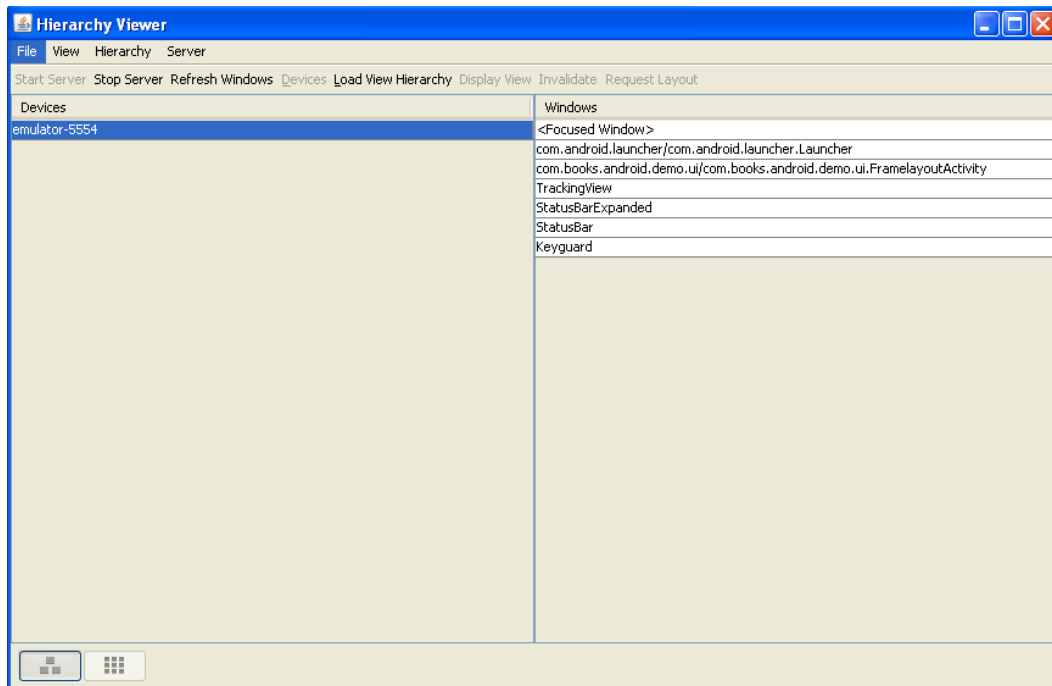 Hierarchy Viewer
File View Hierarchy Server
Start Server Stop Server Refresh Windows Devices Load View Hierarchy Display View Invalidate Request Layout
Devices Windows
emulator-5554 <Focused Window>
com.android.launcher/com.android.launcher.Launcher
com.books.android.demo.ui/com.books.android.demo.ui.FramelayoutActivity
TrackingView
StatusBarExpanded
StatusBar
Keyguard